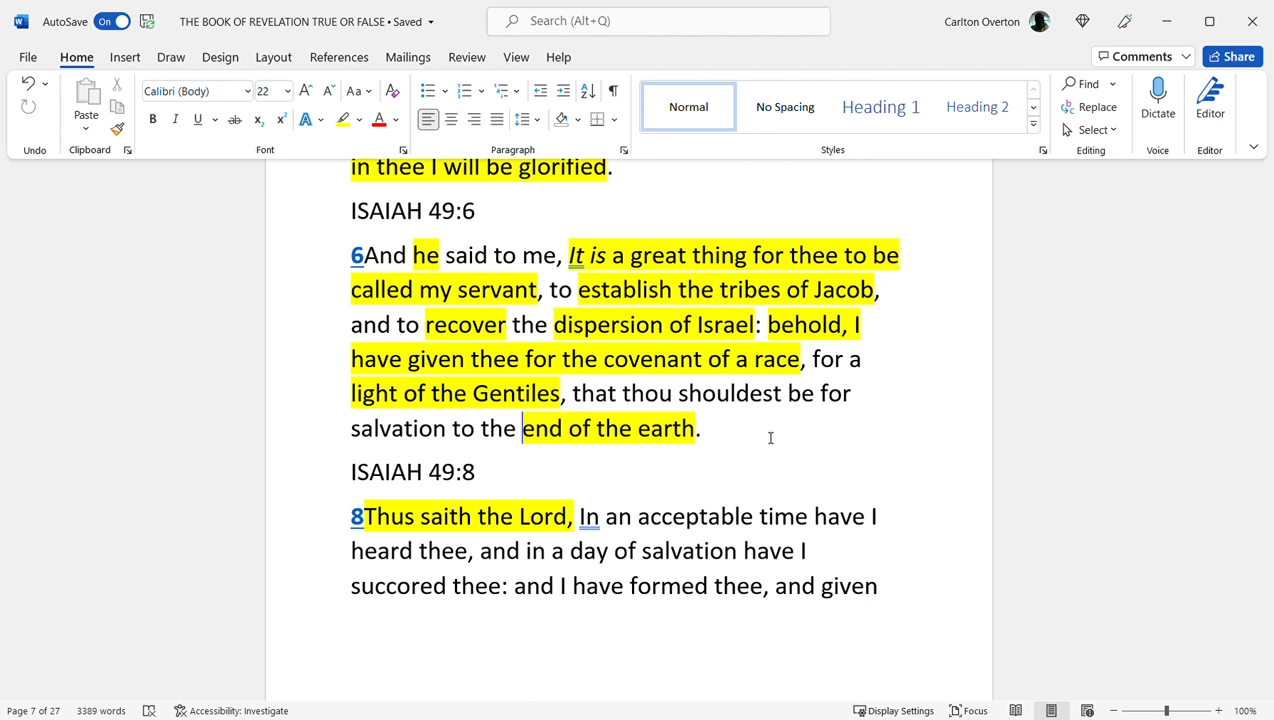 AutoSave On THE BOOK OF REVELATION TRUE OR FALSE • Saved Search (Alt+Q) Carlton Overton
File Home Insert Draw Design Layout References Mailings Review View Help Comments Share
Calibri (Body) 22 Aa A Normal No Spacing Heading 1 Heading 2 Find
Paste B I U ab x₂ x² A A Replace Dictate Editor
Select
Undo Clipboard Font Paragraph Styles Editing Voice Editor
in thee I will be glorified.
ISAIAH 49:6
6And he said to me, It is a great thing for thee to be
called my servant, to establish the tribes of Jacob,
and to recover the dispersion of Israel: behold, I
have given thee for the covenant of a race, for a
light of the Gentiles, that thou shouldest be for
salvation to the end of the earth.
ISAIAH 49:8
8Thus saith the Lord, In an acceptable time have I
heard thee, and in a day of salvation have I
succored thee: and I have formed thee, and given
Page 7 of 27 3389 words Accessibility: Investigate Display Settings Focus 100%